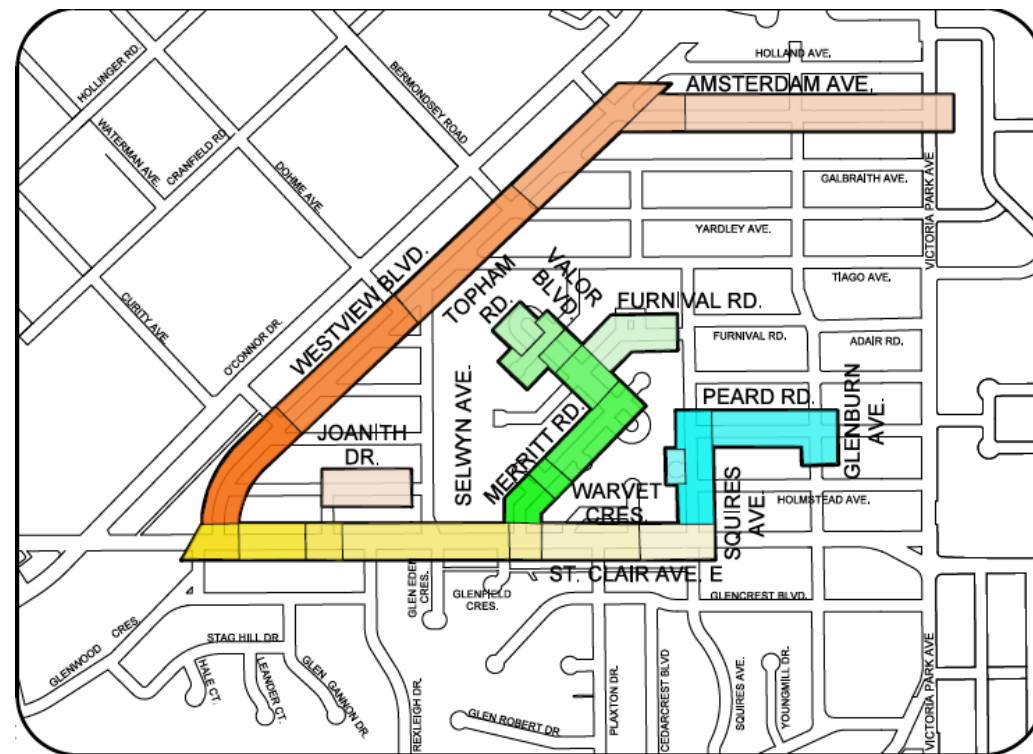 HOLLINGER RD.
BERMONDSEY ROAD
HOLLAND AVE.
AMSTERDAM AVE,
WATERMAN AVE.
CRANFIELD RD.
DOHME AVE.
GALBRAITH AVE.
VICTORIA PARK AVE
YARDLEY AVE.
TIAGO AVE.
CURITY AVE.
O'CONNOR DR.
WESTVIEW BLVD.
TOPHAM
RD.
VALOR
BLVD.
FURNIVAL RD.
FURNIVAL RD.
ADAIR RD.
SELWYN AVE.
JOANITH
DR.
MERRITT RD.
PEARD RD.
GLENBURN
AVE.
WARVET
CRES.
SQUIRES
AVE.
HOLMSTEAD AVE.
ST. CLAIR AVE. E
GLEN EDEN
CRES.
GLENFIELD
CRES.
GLENCREST BLVD.
GLENWOOD CRES.
STAG HILL DR.
HALE CT.
LEANDER CT.
GLEN GANNON DR.
REXLEIGH DR.
GLEN ROBERT DR
PLAXTON DR.
CEDARCREST BLVD
SQUIRES AVE.
YOUNGMILL DR.
VICTORIA PARK AVE